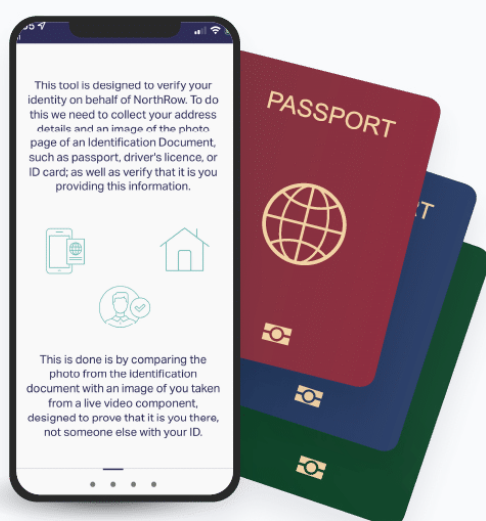 This tool is designed to verify your
identity on behalf of NorthRow. To do
this we need to collect your address
details and an image of the photo
page of an Identification Document,
such as passport, driver's licence, or
ID card; as well as verify that it is you
providing this information.
This is done is by comparing the
photo from the identification
document with an image of you taken
from a live video component,
designed to prove that it is you there,
not someone else with your ID.
PASSPORT